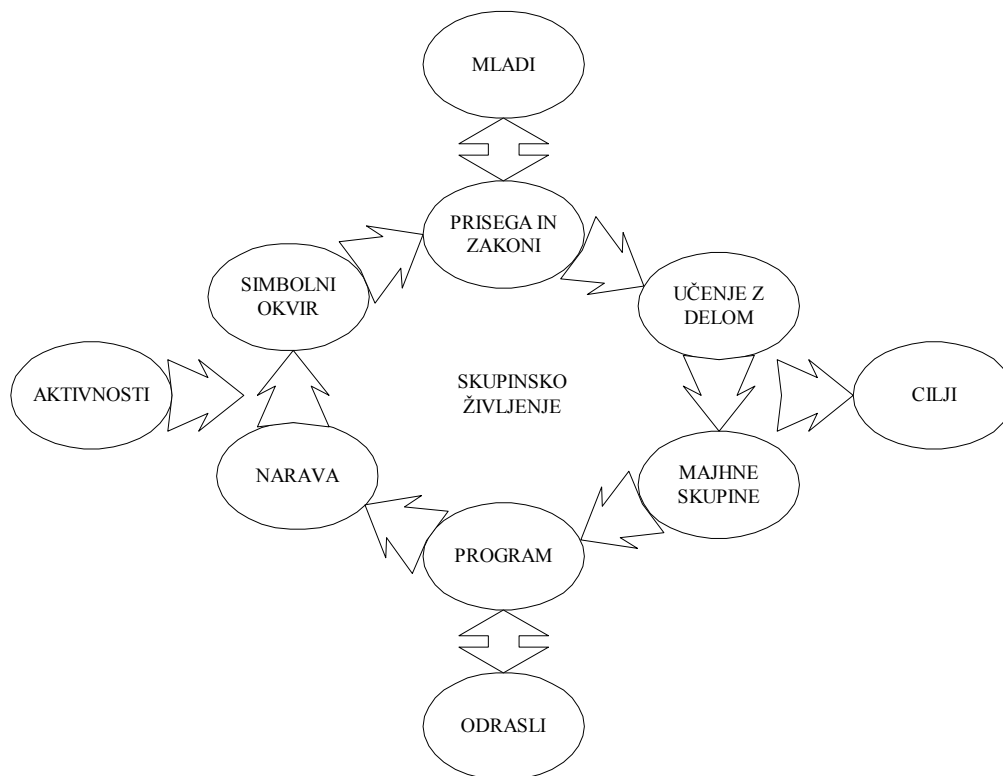 MLADI
PRISEGA IN
ZAKONI
SIMBOLNI
OKVIR
UČENJE Z
DELOM
AKTIVNOSTI
SKUPINSKO
ŽIVLJENJE
CILJI
NARAVA
MAJHNE
SKUPINE
PROGRAM
ODRASLI